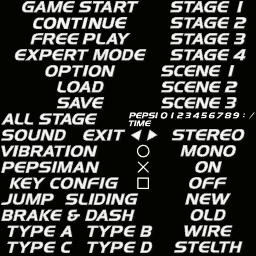 GAME START STAGE 1
CONTINUE STAGE 2
FREE PLAY STAGE 3
EXPERT MODE STAGE 4
OPTION SCENE 1
LOAD SCENE 2
SAVE SCENE 3
ALL STAGE PEPSI 0123456789:/
TIME
SOUND EXIT ◀ ▶ STEREO
VIBRATION ○ MONO
PEPSIMAN × ON
KEY CONFIG □ OFF
JUMP SLIDING NEW
BRAKE & DASH OLD
TYPE A TYPE B WIRE
TYPE C TYPE D STELTH